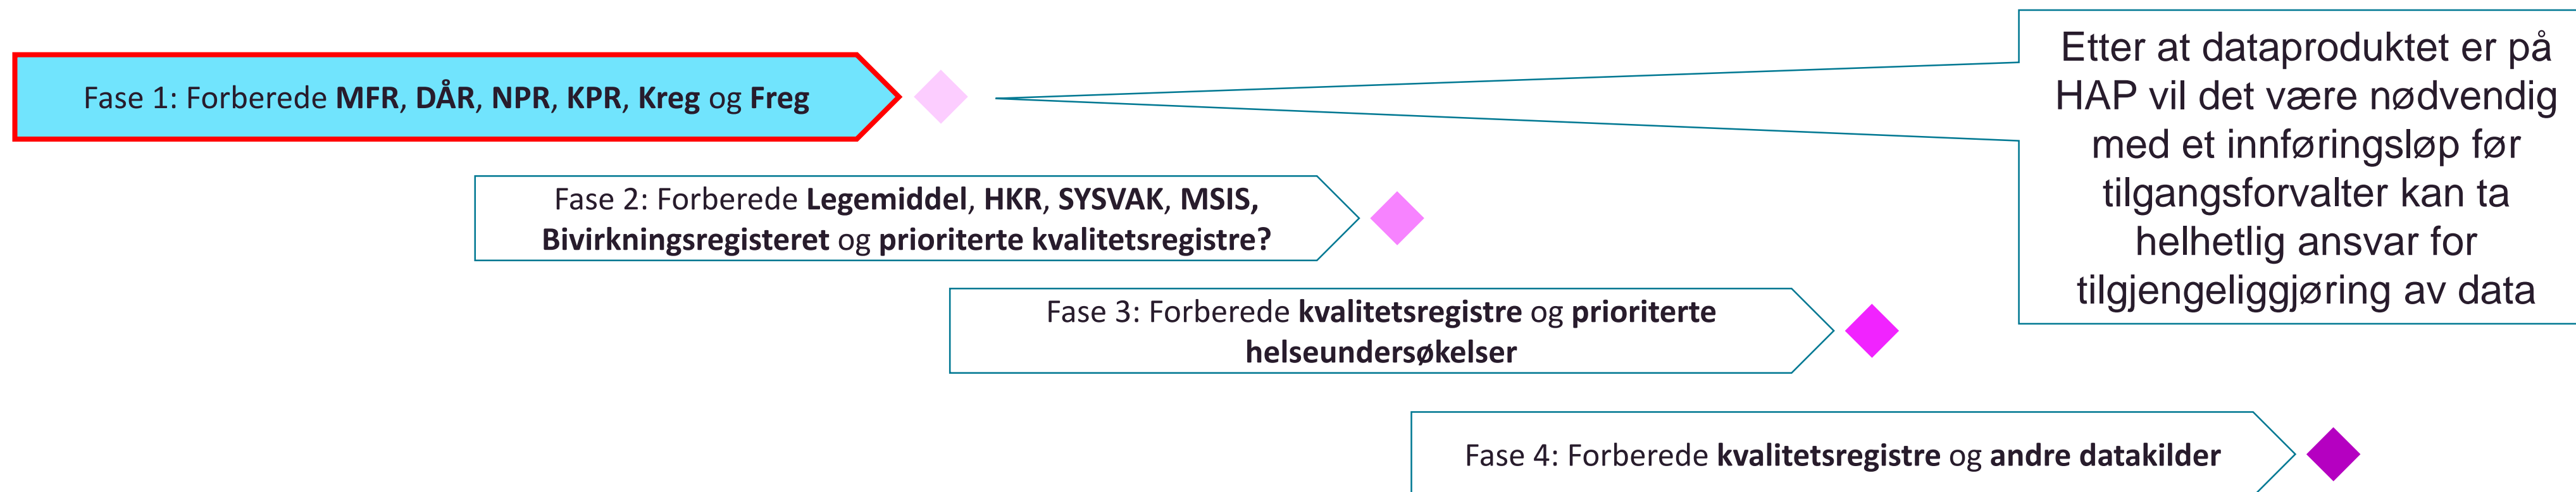 Fase 1: Forberede MFR, DÅR, NPR, KPR, Kreg og Freg
Etter at dataproduktet er på
HAP vil det være nødvendig
med et innføringsløp før
tilgangsforvalter kan ta
helhetlig ansvar for
tilgjengeliggjøring av data
Fase 2: Forberede Legemiddel, HKR, SYSVAK, MSIS,
Bivirkningsregisteret og prioriterte kvalitetsregistre?
Fase 3: Forberede kvalitetsregistre og prioriterte
helseundersøkelser
Fase 4: Forberede kvalitetsregistre og andre datakilder